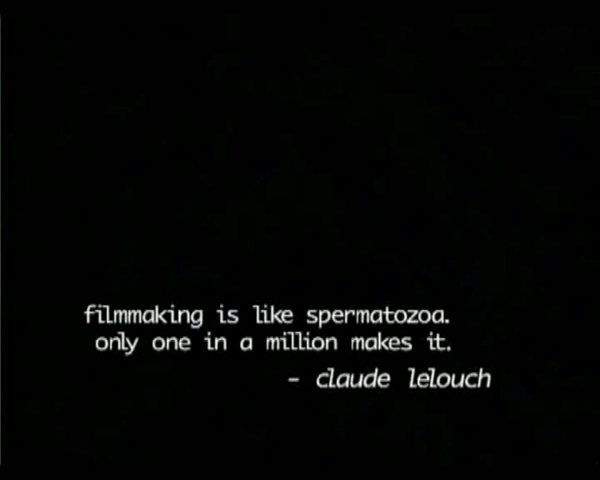 filmmaking is like spermatozoa.
only one in a million makes it.
- claude lelouch